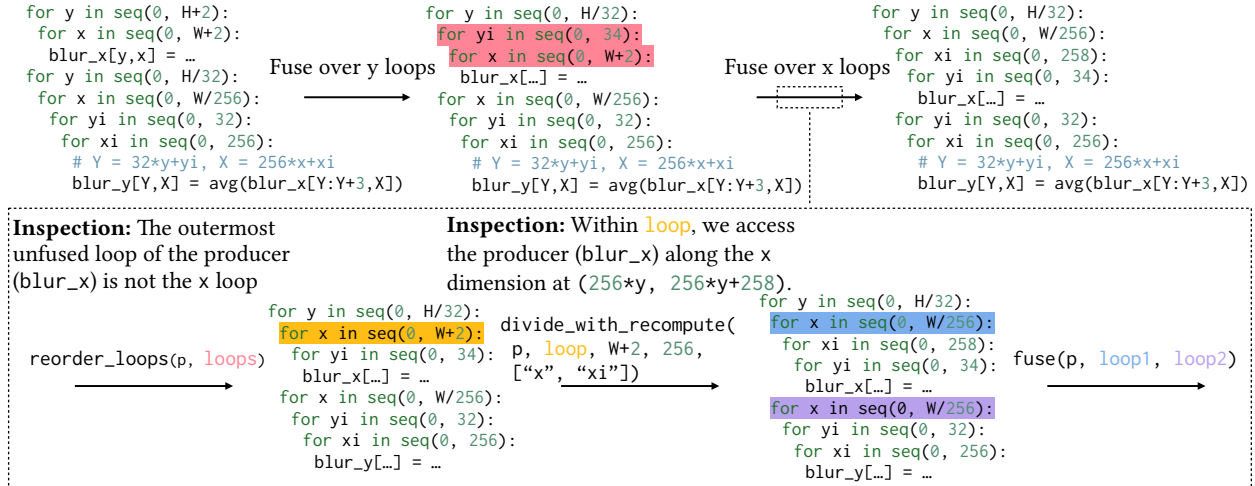 for y in seq(0, H+2):
for x in seq(0, W+2):
blur_x[y,x] = …
for y in seq(0, H/32):
for x in seq(0, W/256):
for yi in seq(0, 32):
for xi in seq(0, 256):
# Y = 32*y+yi, X = 256*x+xi
blur_y[Y,X] = avg(blur_x[Y:Y+3,X])
Fuse over y loops
for y in seq(0, H/32):
for yi in seq(0, 34):
for x in seq(0, W+2):
blur_x[…] = …
for x in seq(0, W/256):
for yi in seq(0, 32):
for xi in seq(0, 256):
# Y = 32*y+yi, X = 256*x+xi
blur_y[Y,X] = avg(blur_x[Y:Y+3,X])
Fuse over x loops
for y in seq(0, H/32):
for x in seq(0, W/256):
for xi in seq(0, 258):
for yi in seq(0, 34):
blur_x[…] = …
for yi in seq(0, 32):
for xi in seq(0, 256):
# Y = 32*y+yi, X = 256*x+xi
blur_y[Y,X] = avg(blur_x[Y:Y+3,X])
Inspection: The outermost
unfused loop of the producer
(blur_x) is not the x loop
reorder_loops(p, loops)
for y in seq(0, H/32):
for x in seq(0, W+2):
for yi in seq(0, 34):
blur_x[…] = …
for x in seq(0, W/256):
for yi in seq(0, 32):
for xi in seq(0, 256):
blur_y[…] = …
Inspection: Within loop, we access
the producer (blur_x) along the x
dimension at (256*y, 256*y+258).
divide_with_recompute(
p, loop, W+2, 256,
["x", "xi"])
for y in seq(0, H/32):
for x in seq(0, W/256):
for xi in seq(0, 258):
for yi in seq(0, 34):
blur_x[…] = …
for x in seq(0, W/256):
for yi in seq(0, 32):
for xi in seq(0, 256):
blur_y[…] = …
fuse(p, loop1, loop2)